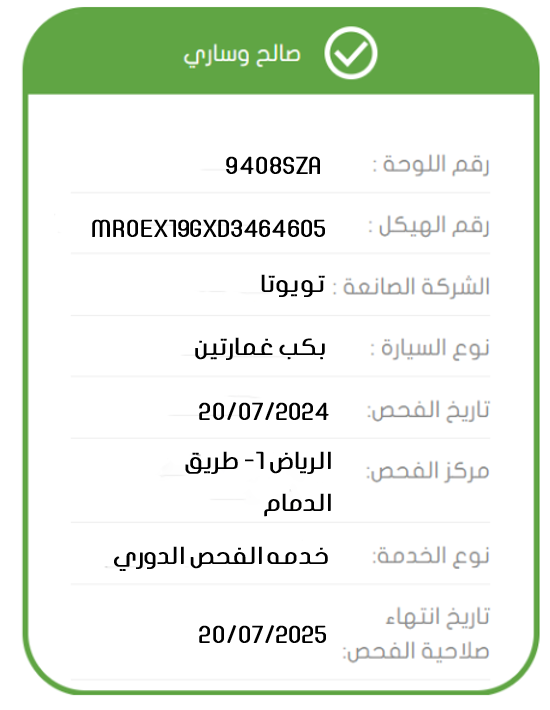 صالح وساري
رقم اللوحة : 9408SZA
رقم الهيكل : MR0EX19GXD3464605
الشركة الصانعة : تويوتا
نوع السيارة : بكب غمارتين
تاريخ الفحص: 20/07/2024
مركز الفحص: الرياض 1- طريق
الدمام
نوع الخدمة: خدمه الفحص الدوري
تاريخ انتهاء
صلاحية الفحص: 20/07/2025